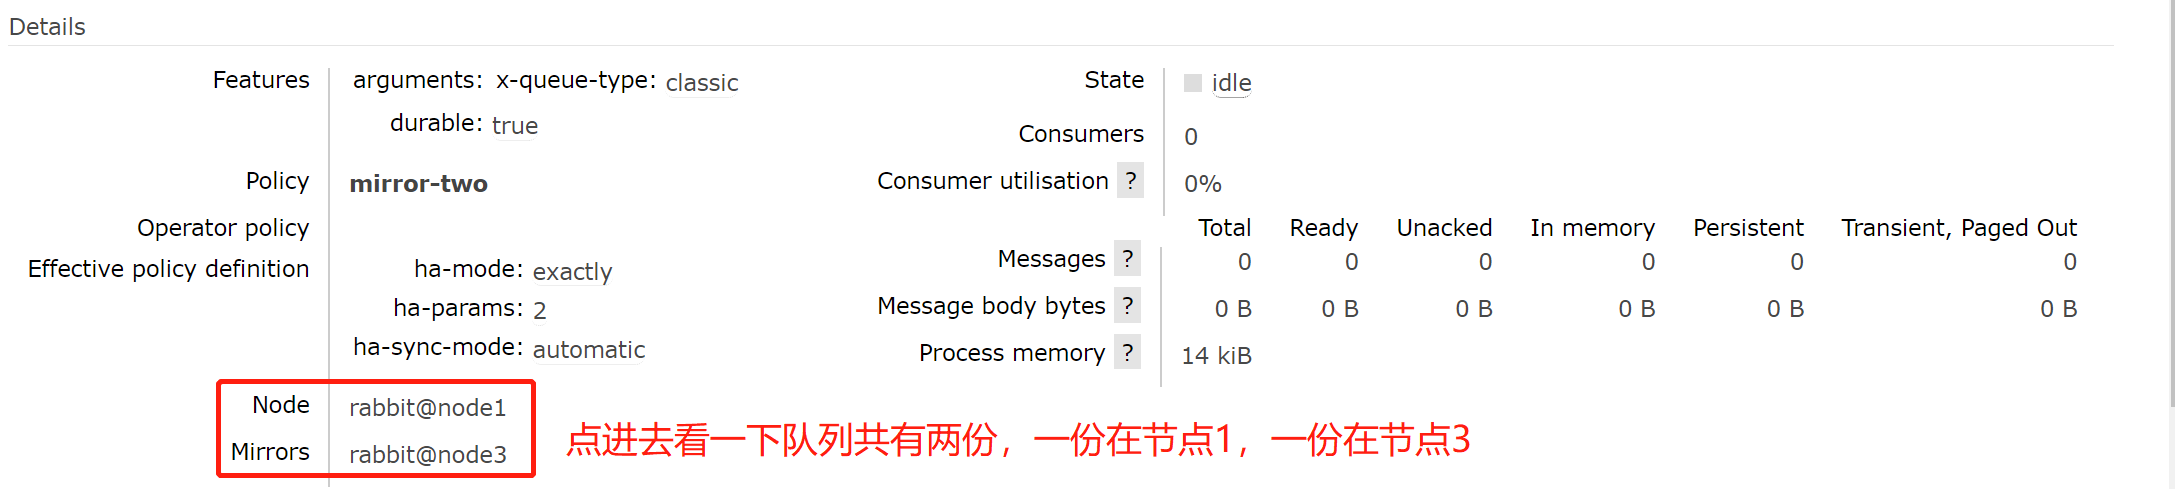 Details
Features arguments: x-queue-type: classic
durable: true
Policy mirror-two
Operator policy
Effective policy definition ha-mode: exactly
ha-params: 2
ha-sync-mode: automatic
Node rabbit@node1
Mirrors rabbit@node3
State idle
Consumers 0
Consumer utilisation ? 0%
Total Ready Unacked In memory Persistent Transient, Paged Out
Messages ? 0 0 0 0 0 0
Message body bytes ? 0 B 0 B 0 B 0 B 0 B 0 B
Process memory ? 14 kiB
点进去看一下队列共有两份，一份在节点1，一份在节点3